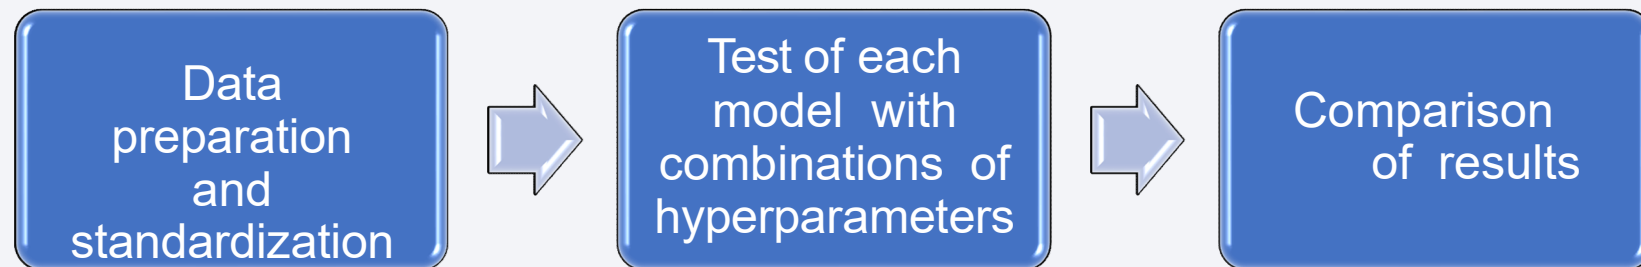 Data
preparation
and
standardization
Test of each
model with
combinations of
hyperparameters
Comparison
of results